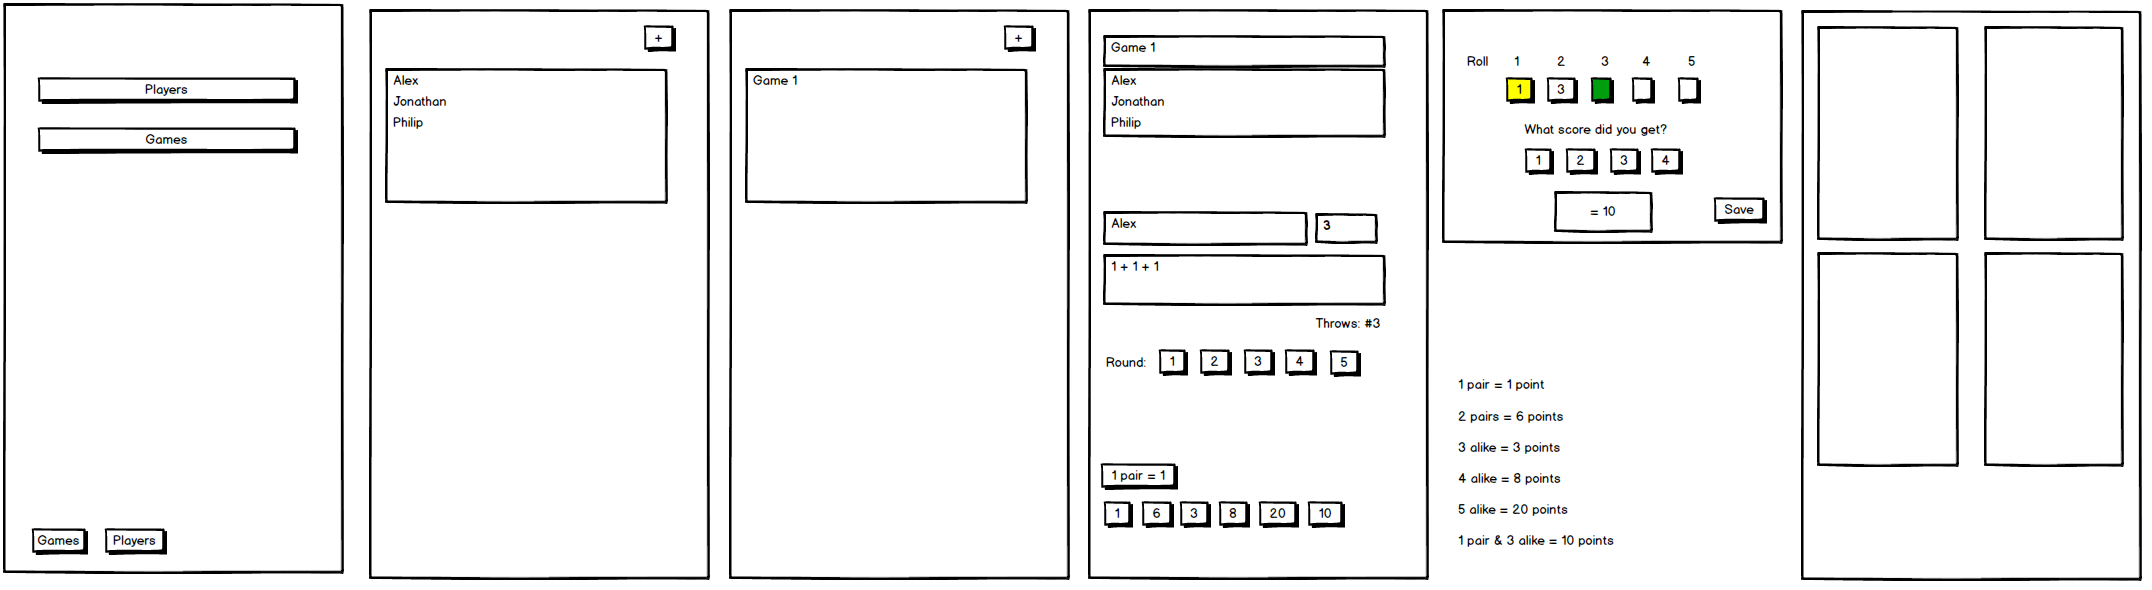 Players
Games
Games Players
+
Alex
Jonathan
Philip
+
Game 1
Game 1
Alex
Jonathan
Philip
Alex 3
1 + 1 + 1
Throws: #3
Round: 1 2 3 4 5
1 pair = 1
1 6 3 8 20 10
Roll 1 2 3 4 5
1 3
What score did you get?
1 2 3 4
= 10 Save
1 pair = 1 point
2 pairs = 6 points
3 alike = 3 points
4 alike = 8 points
5 alike = 20 points
1 pair & 3 alike = 10 points